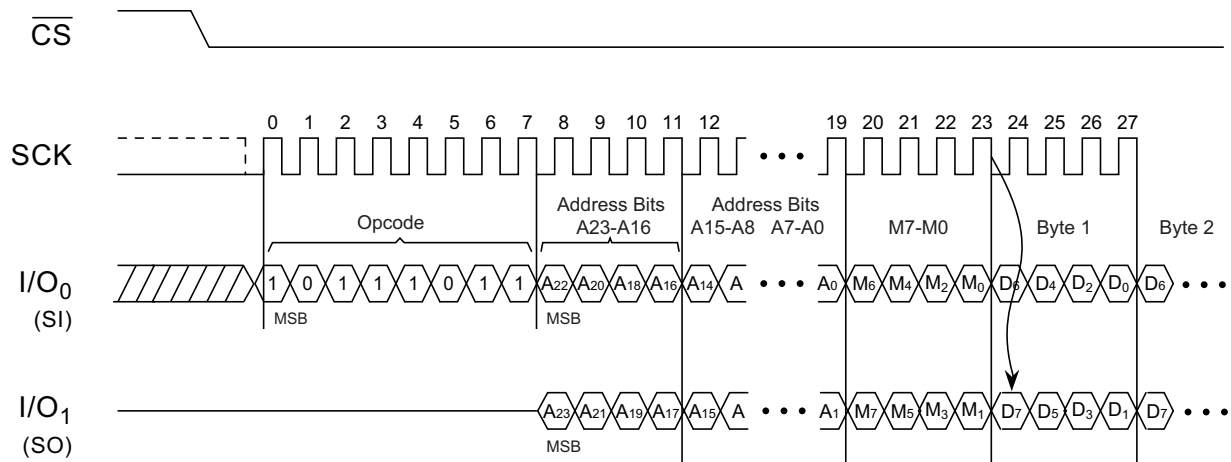 CS
SCK
0 1 2 3 4 5 6 7 8 9 10 11 12 19 20 21 22 23 24 25 26 27
Opcode
Address Bits
A23-A16
Address Bits
A15-A8 A7-A0
M7-M0
Byte 1
Byte 2
I/O0
(SI)
1 0 1 1 1 0 1 1 A22 A20 A18 A16 A14 A A0 M6 M4 M2 M0 D6 D4 D2 D0 D6
MSB MSB
I/O1
(SO)
A23 A21 A19 A17 A15 A A1 M7 M5 M3 M1 D7 D5 D3 D1 D7
MSB